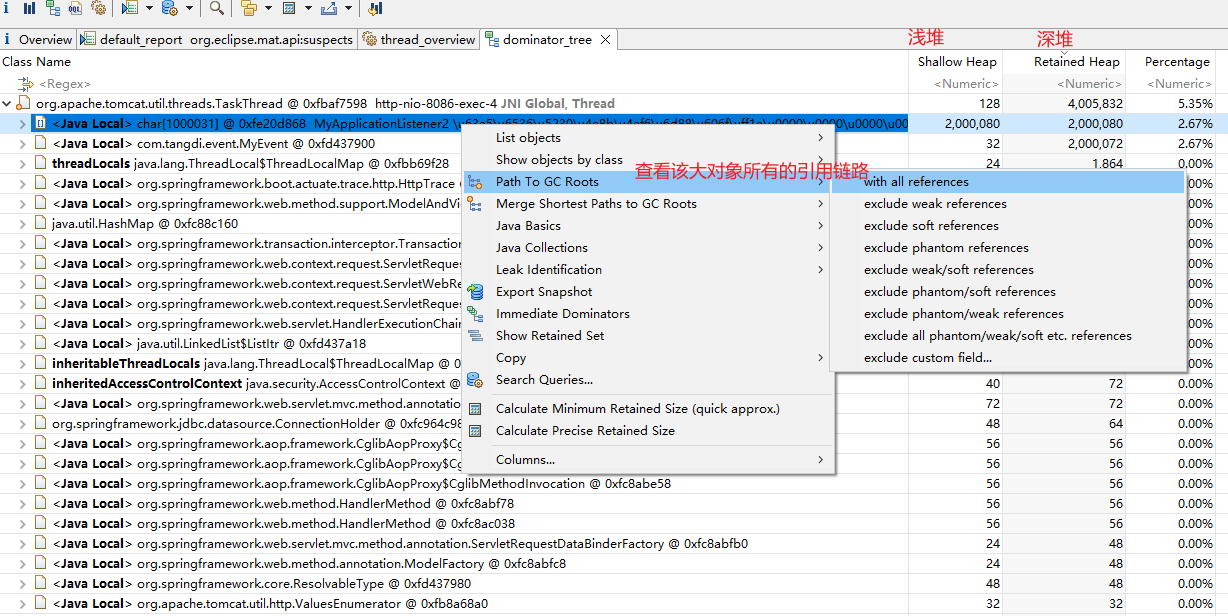 i Overview default_report org.eclipse.mat.api:suspects thread_overview dominator_tree
浅堆 深堆
Class Name Shallow Heap Retained Heap Percentage
<Regex> <Numeric> <Numeric> <Numeric>
org.apache.tomcat.util.threads.TaskThread @ 0xfbaf7598 http-nio-8086-exec-4 JNI Global, Thread 128 4,005,832 5.35%
<Java Local> char[1000031] @ 0xfe20d868 MyApplicationListener2 2,000,080 2,000,080 2.67%
<Java Local> com.tangdi.event.MyEvent @ 0xfd437900 32 2,000,072 2.67%
threadLocals java.lang.ThreadLocal$ThreadLocalMap @ 0xfbb69f28 24 1.864 0.00%
<Java Local> org.springframework.boot.actuate.trace.http.HttpTrace 00%
<Java Local> org.springframework.web.method.support.ModelAndVi 00%
java.util.HashMap @ 0xfc88c160 00%
<Java Local> org.springframework.transaction.interceptor.Transaction 00%
<Java Local> org.springframework.web.context.request.ServletReques 00%
<Java Local> org.springframework.web.context.request.ServletWebRe 00%
<Java Local> org.springframework.web.context.request.ServletReques 00%
<Java Local> org.springframework.web.servlet.HandlerExecutionChai 00%
<Java Local> java.util.LinkedList$ListItr @ 0xfd437a18 00%
inheritableThreadLocals java.lang.ThreadLocal$ThreadLocalMap @ 0 00%
inheritedAccessControlContext java.security.AccessControlContext @ 40 72 0.00%
<Java Local> org.springframework.web.servlet.mvc.method.annotation 72 72 0.00%
org.springframework.jdbc.datasource.ConnectionHolder @ 0xfc964c98 48 64 0.00%
<Java Local> org.springframework.aop.framework.CglibAopProxy$Cg 56 56 0.00%
<Java Local> org.springframework.aop.framework.CglibAopProxy$Cg 56 56 0.00%
<Java Local> org.springframework.aop.framework.CglibAopProxy$CglibMethodInvocation @ 0xfc8abe58 56 56 0.00%
<Java Local> org.springframework.web.method.HandlerMethod @ 0xfc8abf78 56 56 0.00%
<Java Local> org.springframework.web.method.HandlerMethod @ 0xfc8ac038 56 56 0.00%
<Java Local> org.springframework.web.servlet.mvc.method.annotation.ServletRequestDataBinderFactory @ 0xfc8abfb0 24 48 0.00%
<Java Local> org.springframework.web.method.annotation.ModelFactory @ 0xfc8abfc8 24 48 0.00%
<Java Local> org.springframework.core.ResolvableType @ 0xfd437980 48 48 0.00%
<Java Local> org.apache.tomcat.util.http.ValuesEnumerator @ 0xfb8a68a0 32 32 0.00%
List objects
Show objects by class
查看该大对象所有的引用链路
Path To GC Roots
Merge Shortest Paths to GC Roots
Java Basics
Java Collections
Leak Identification
Export Snapshot
Immediate Dominators
Show Retained Set
Copy
Search Queries...
Calculate Minimum Retained Size (quick approx.)
Calculate Precise Retained Size
Columns...
with all references
exclude weak references
exclude soft references
exclude phantom references
exclude weak/soft references
exclude phantom/soft references
exclude phantom/weak references
exclude all phantom/weak/soft etc. references
exclude custom field...